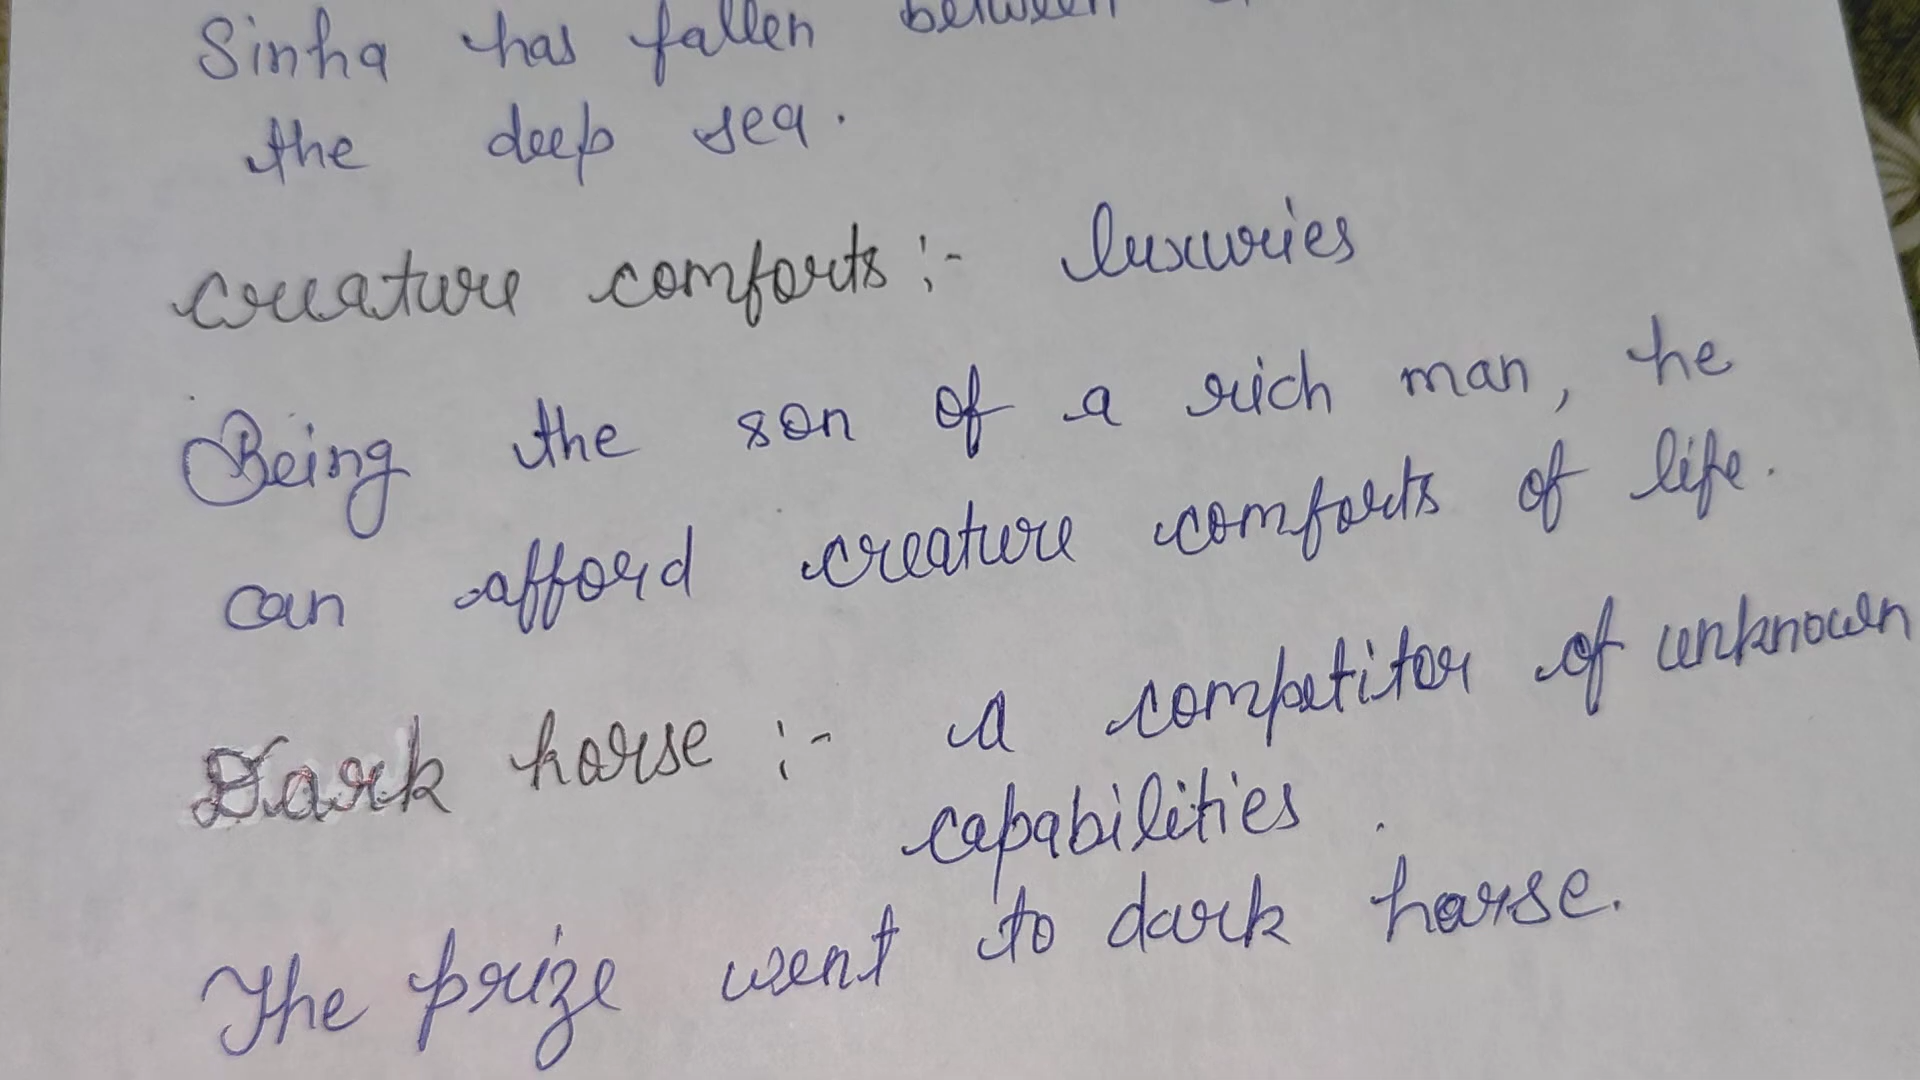 Sinha has fallen between
the deep sea.
creature comforts :- luxuries
Being the son of a rich man, he
can afford creature comforts of life.
Dark horse :- a competitor of unknown
capabilities.
The prize went to dark horse.